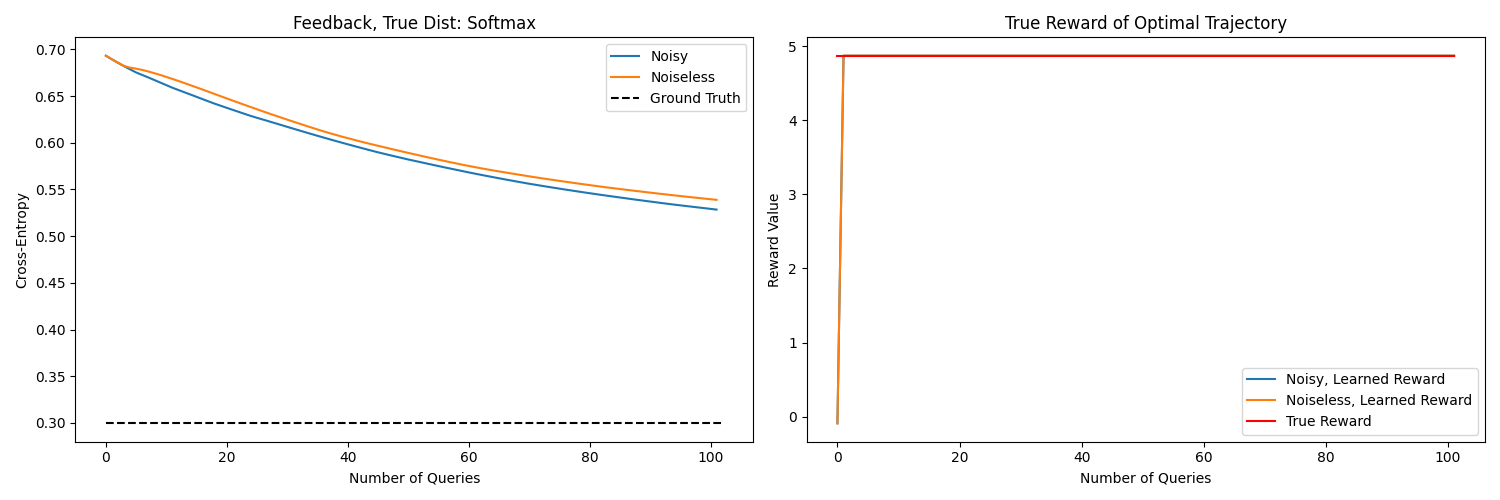 Feedback, True Dist: Softmax
Cross-Entropy
0.70
0.65
0.60
0.55
0.50
0.45
0.40
0.35
0.30
Noisy
Noiseless
Ground Truth
0 20 40 60 80 100
Number of Queries
True Reward of Optimal Trajectory
Reward Value
5
4
3
2
1
0
Noisy, Learned Reward
Noiseless, Learned Reward
True Reward
0 20 40 60 80 100
Number of Queries